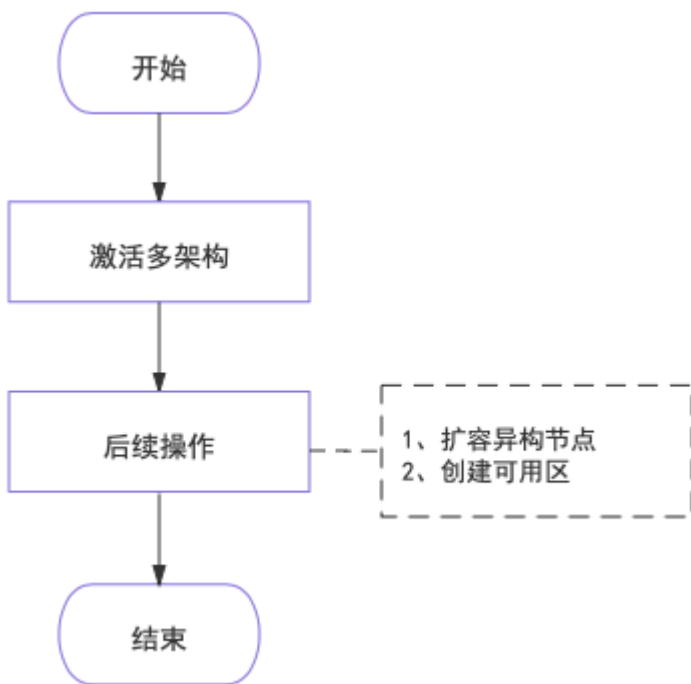 开始
激活多架构
后续操作
1、扩容异构节点
2、创建可用区
结束